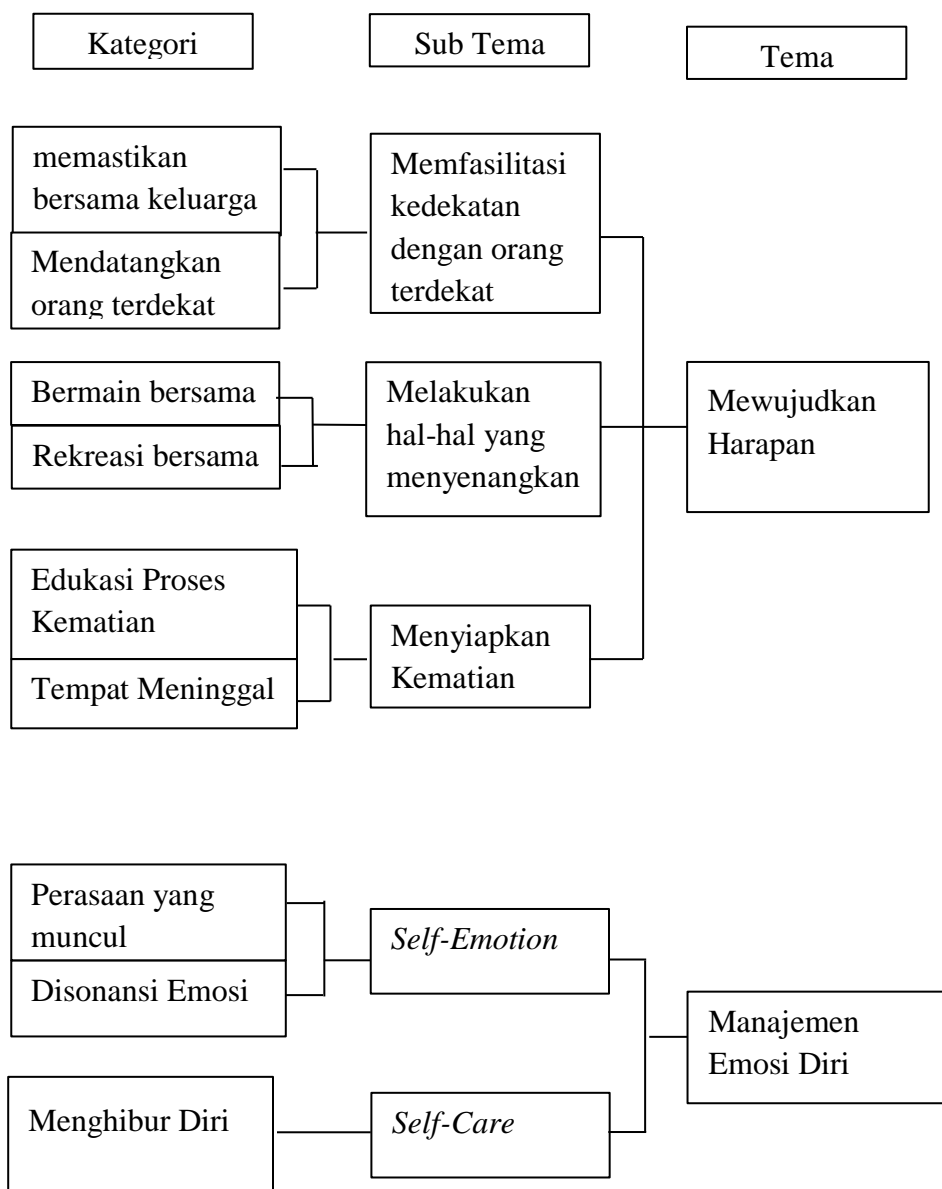 Kategori
Sub Tema
Tema
memastikan
bersama keluarga
Mendatangkan
orang terdekat
Memfasilitasi
kedekatan
dengan orang
terdekat
Bermain bersama
Rekreasi bersama
Melakukan
hal-hal yang
menyenangkan
Mewujudkan
Harapan
Edukasi Proses
Kematian
Tempat Meninggal
Menyiapkan
Kematian
Perasaan yang
muncul
Disonansi Emosi
Self-Emotion
Manajemen
Emosi Diri
Menghibur Diri
Self-Care